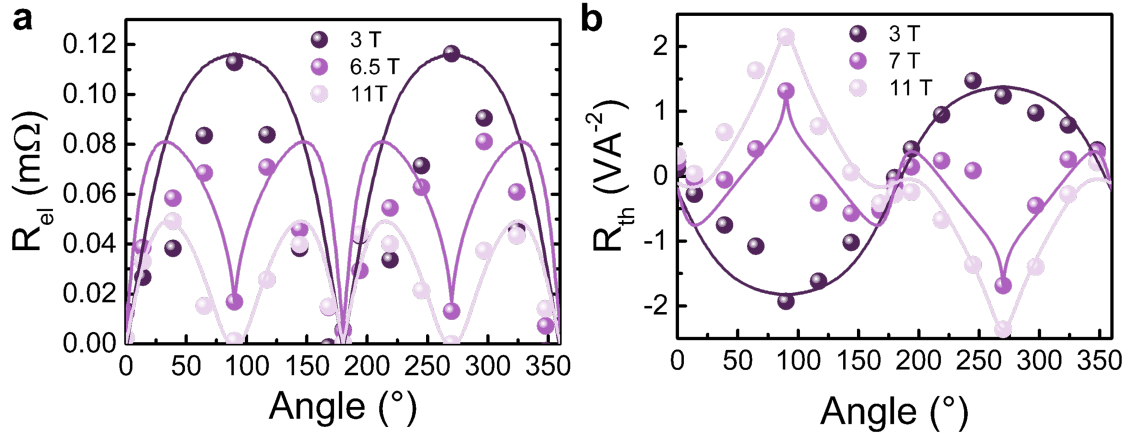 a
0.12
0.10
0.08
0.06
0.04
0.02
0.00
R_el (mΩ)
3 T
6.5 T
11T
0 50 100 150 200 250 300 350
Angle (°)
b
2
1
0
-1
-2
R_th (VA^-2)
3 T
7 T
11 T
0 50 100 150 200 250 300 350
Angle (°)